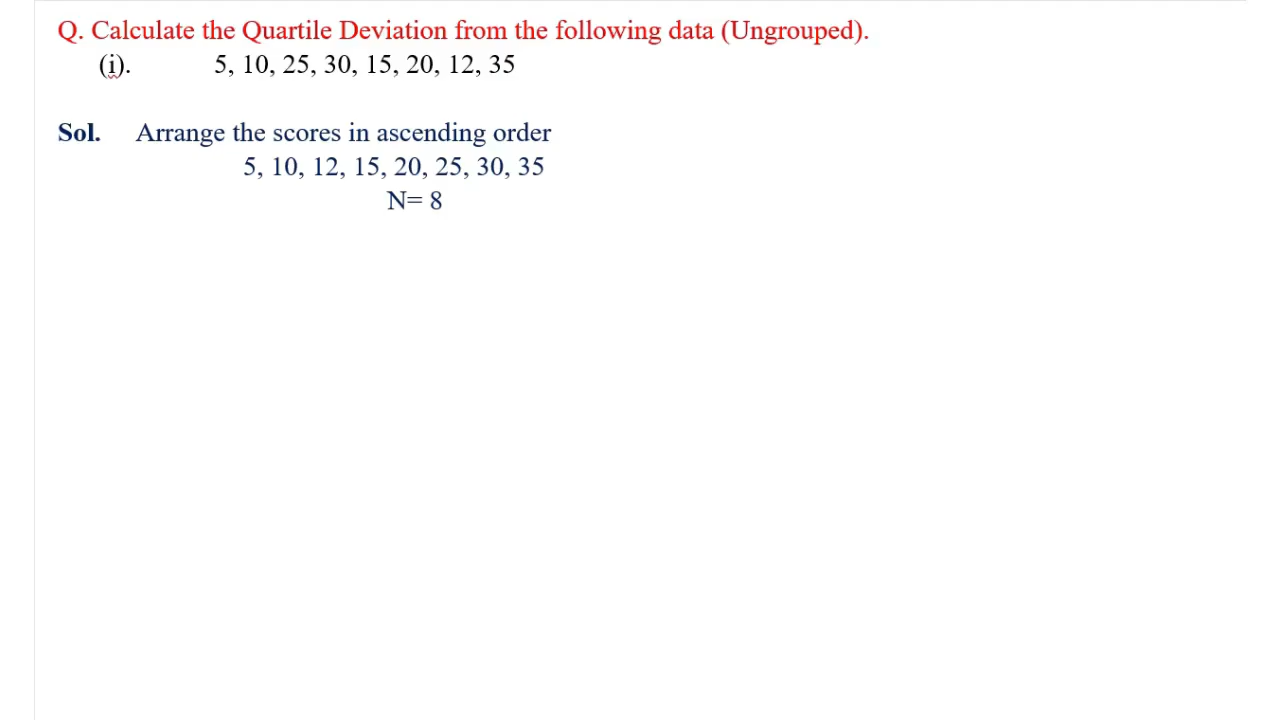 Q. Calculate the Quartile Deviation from the following data (Ungrouped).
(i). 5, 10, 25, 30, 15, 20, 12, 35
Sol. Arrange the scores in ascending order
5, 10, 12, 15, 20, 25, 30, 35
N= 8